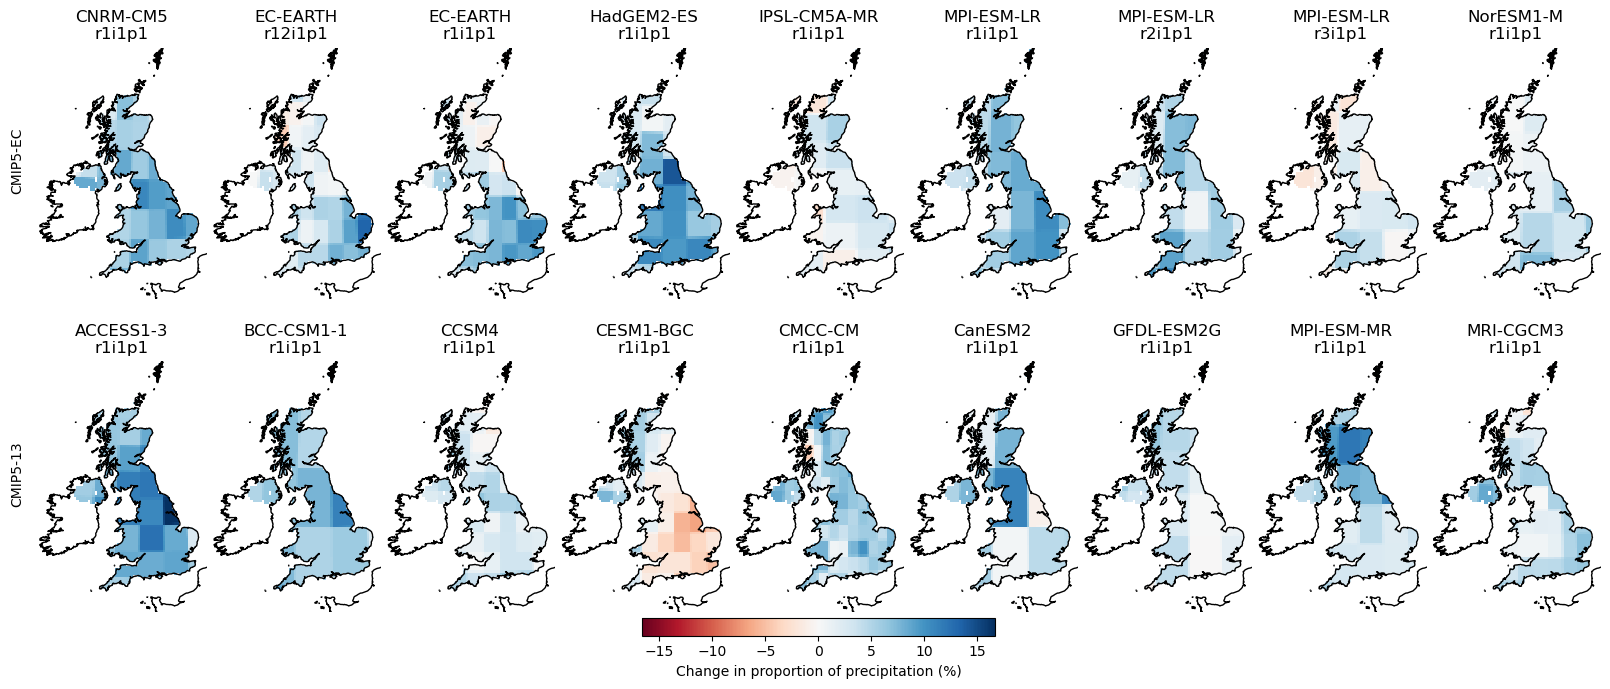 CNRM-CM5 EC-EARTH EC-EARTH HadGEM2-ES IPSL-CM5A-MR MPI-ESM-LR MPI-ESM-LR MPI-ESM-LR NorESM1-M
r1i1p1 r12i1p1 r1i1p1 r1i1p1 r1i1p1 r1i1p1 r2i1p1 r3i1p1 r1i1p1
CMIP5-EC
ACCESS1-3 BCC-CSM1-1 CCSM4 CESM1-BGC CMCC-CM CanESM2 GFDL-ESM2G MPI-ESM-MR MRI-CGCM3
r1i1p1 r1i1p1 r1i1p1 r1i1p1 r1i1p1 r1i1p1 r1i1p1 r1i1p1 r1i1p1
CMIP5-13
−15 −10 −5 0 5 10 15
Change in proportion of precipitation (%)